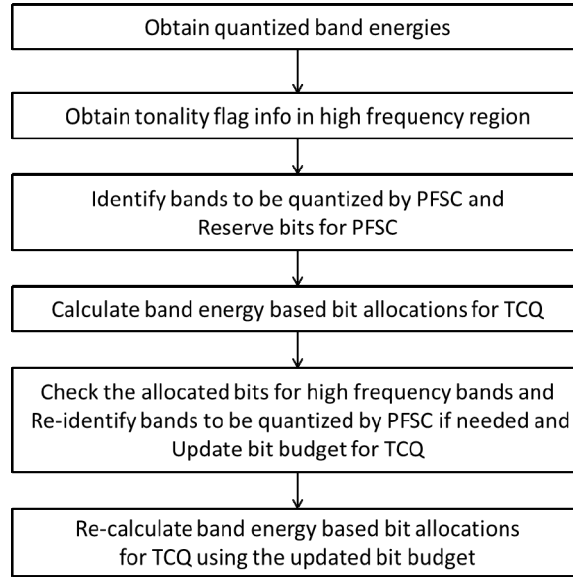 Obtain quantized band energies
Obtain tonality flag info in high frequency region
Identify bands to be quantized by PFSC and
Reserve bits for PFSC
Calculate band energy based bit allocations for TCQ
Check the allocated bits for high frequency bands and
Re-identify bands to be quantized by PFSC if needed and
Update bit budget for TCQ
Re-calculate band energy based bit allocations
for TCQ using the updated bit budget